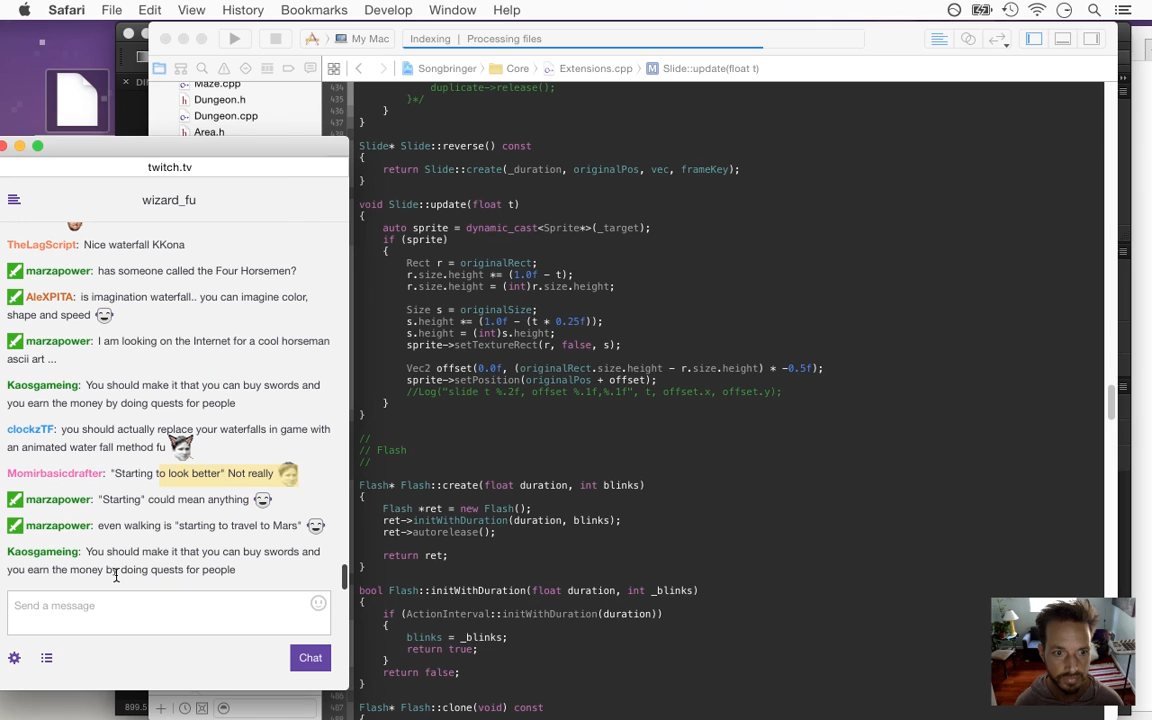 Safari File Edit View History Bookmarks Develop Window Help
My Mac
Indexing | Processing files
Songbringer Core Extensions.cpp Slide::update(float t)
Maze.cpp
Dungeon.h
Dungeon.cpp
Area.h
twitch.tv
wizard_fu
TheLagScript: Nice waterfall KKona
marzapower: has someone called the Four Horsemen?
AleXPITA: is imagination waterfall.. you can imagine color,
shape and speed
marzapower: I am looking on the Internet for a cool horseman
ascii art ...
Kaosgameing: You should make it that you can buy swords and
you earn the money by doing quests for people
clockzTF: you should actually replace your waterfalls in game with
an animated water fall method fu
Momirbasicdrafter: "Starting to look better" Not really
marzapower: "Starting" could mean anything
marzapower: even walking is "starting to travel to Mars"
Kaosgameing: You should make it that you can buy swords and
you earn the money by doing quests for people
Send a message
Chat
899.5
434 duplicate->release();
435 }*/
}
}
Slide* Slide::reverse() const
{
return Slide::create(_duration, originalPos, vec, frameKey);
}
void Slide::update(float t)
{
auto sprite = dynamic_cast<Sprite*>(_target);
if (sprite)
{
Rect r = originalRect;
r.size.height *= (1.0f - t);
r.size.height = (int)r.size.height;
Size s = originalSize;
s.height *= (1.0f - (t * 0.25f));
s.height = (int)s.height;
sprite->setTextureRect(r, false, s);
Vec2 offset(0.0f, (originalRect.size.height - r.size.height) * -0.5f);
sprite->setPosition(originalPos + offset);
//Log("slide t %.2f, offset %.1f,%.1f", t, offset.x, offset.y);
}
}
//
// Flash
//
Flash* Flash::create(float duration, int blinks)
{
Flash *ret = new Flash();
ret->initWithDuration(duration, blinks);
ret->autorelease();
return ret;
}
bool Flash::initWithDuration(float duration, int _blinks)
{
if (ActionInterval::initWithDuration(duration))
{
blinks = _blinks;
return true;
}
return false;
}
Flash* Flash::clone(void) const